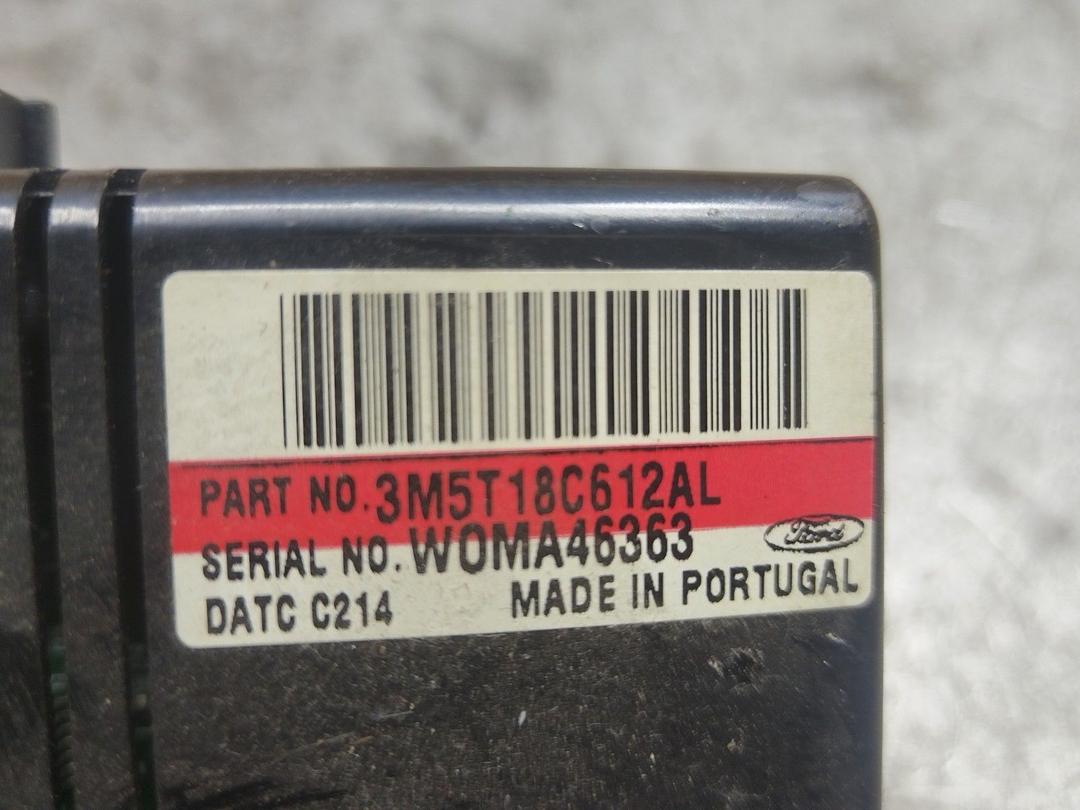 PART NO.3M5T18C612AL
SERIAL NO.WOMA46363
Ford
DATC C214 MADE IN PORTUGAL